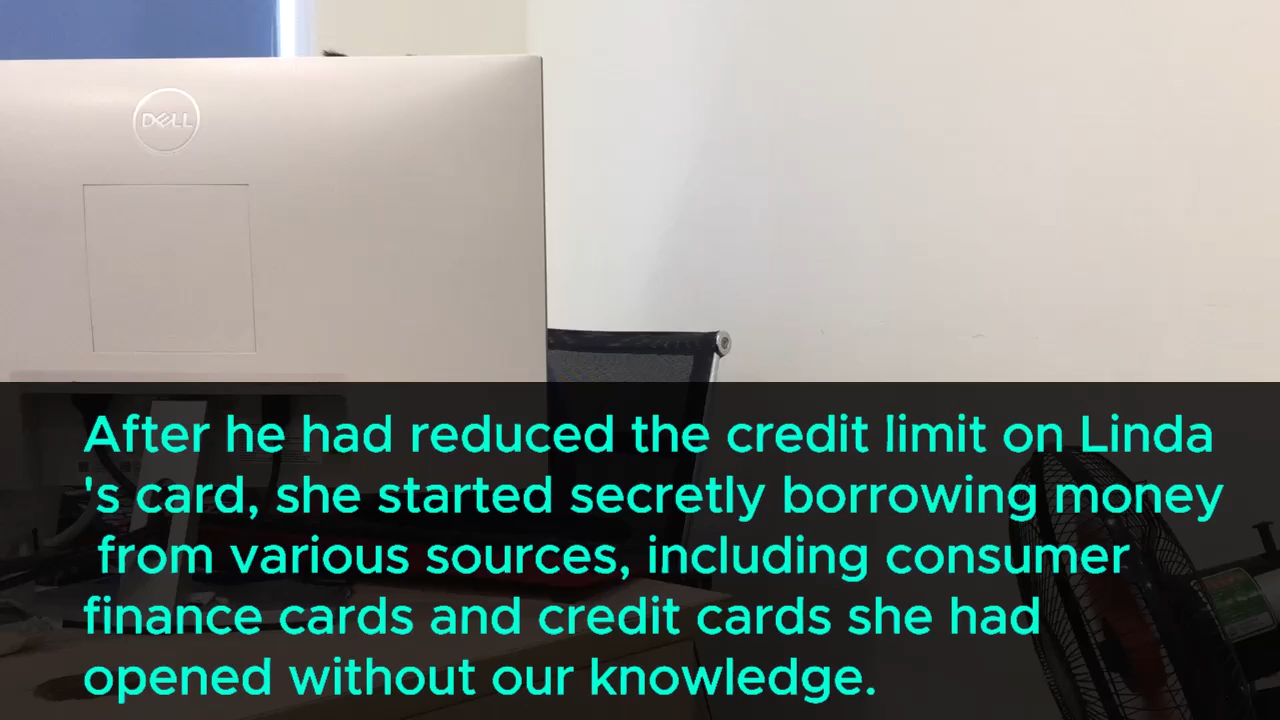 DELL
After he had reduced the credit limit on Linda
's card, she started secretly borrowing money
from various sources, including consumer
finance cards and credit cards she had
opened without our knowledge.